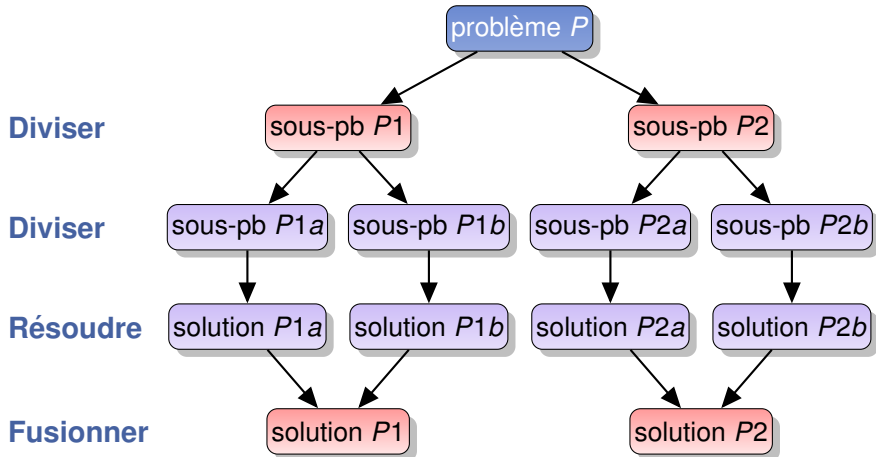 problème P
Diviser sous-pb P1 sous-pb P2
Diviser sous-pb P1a sous-pb P1b sous-pb P2a sous-pb P2b
Résoudre solution P1a solution P1b solution P2a solution P2b
Fusionner solution P1 solution P2